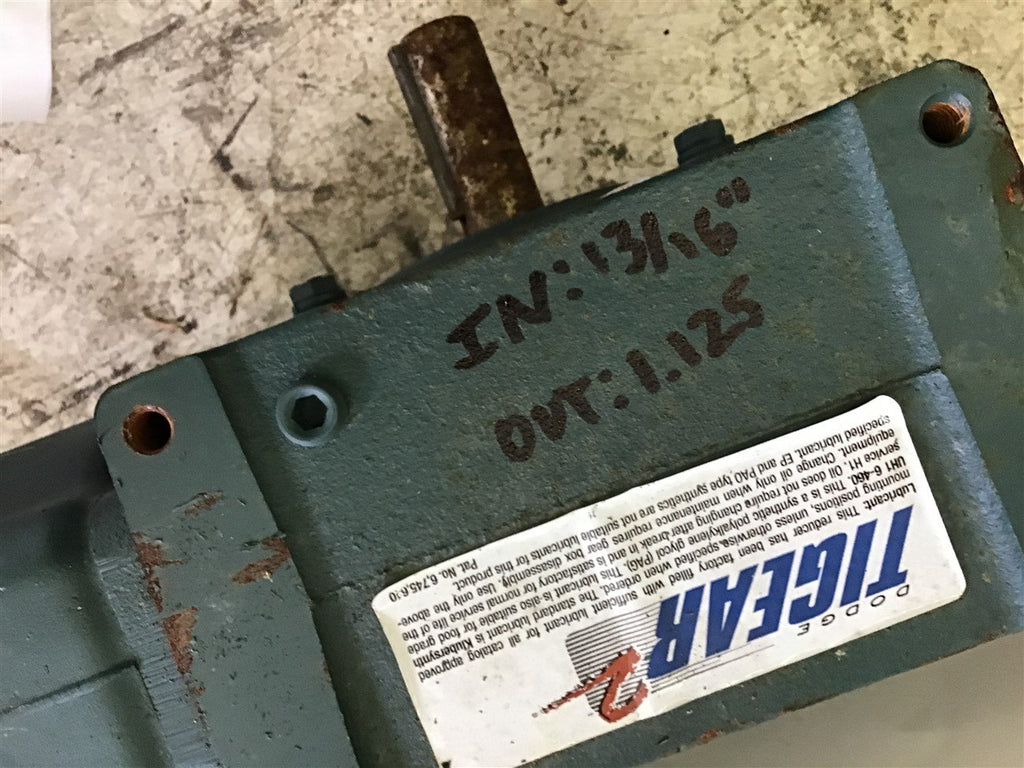 IN: 13/16"
OUT: 1.125
DODGE
TIGEAR 2
Lubricant: This reducer has been factory filled with sufficient lubricant for all catalog approved
mounting positions, unless otherwise specified when ordered. The standard lubricant is Klubersynth
UH1 6-460. This is a synthetic polyalkylene glycol (PAG). This lubricant is also suitable for food grade
service H1. Oil does not require changing after break in and is satisfactory for normal service life of the
equipment. Change oil only when maintenance requires gear box disassembly. Use only the above
specified lubricant. EP and PAO type synthetics are not suitable lubricants for this product.
Pat. No.